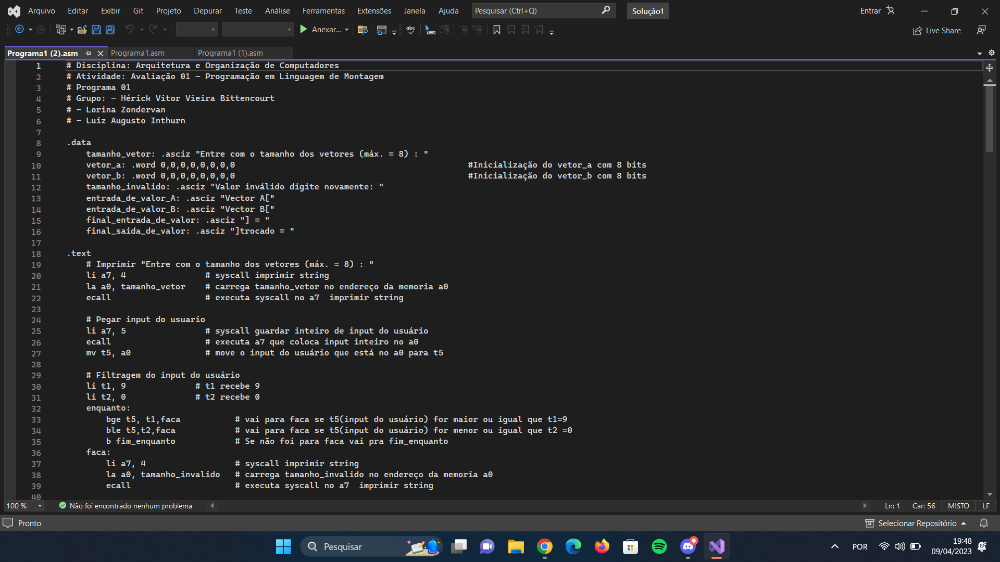 Arquivo Editar Exibir Git Projeto Depurar Teste Análise Ferramentas Extensões Janela Ajuda Pesquisar (Ctrl+Q) Solução1 Entrar
Anexar... abc Live Share
Programa1 (2).asm Programa1.asm Programa1 (1).asm
1 # Disciplina: Arquitetura e Organização de Computadores
2 # Atividade: Avaliação 01 – Programação em Linguagem de Montagem
3 # Programa 01
4 # Grupo: - Hérick Vitor Vieira Bittencourt
5 # - Lorina Zondervan
6 # - Luiz Augusto Inthurn
7
8 .data
9 tamanho_vetor: .asciz "Entre com o tamanho dos vetores (máx. = 8) : "
10 vetor_a: .word 0,0,0,0,0,0,0,0 #Inicialização do vetor_a com 8 bits
11 vetor_b: .word 0,0,0,0,0,0,0,0 #Inicialização do vetor_b com 8 bits
12 tamanho_invalido: .asciz "Valor inválido digite novamente: "
13 entrada_de_valor_A: .asciz "Vector A["
14 entrada_de_valor_B: .asciz "Vector B["
15 final_entrada_de_valor: .asciz "] = "
16 final_saida_de_valor: .asciz "]trocado = "
17
18 .text
19 # Imprimir "Entre com o tamanho dos vetores (máx. = 8) : "
20 li a7, 4 # syscall imprimir string
21 la a0, tamanho_vetor # carrega tamanho_vetor no endereço da memoria a0
22 ecall # executa syscall no a7  imprimir string
23
24 # Pegar input do usuario
25 li a7, 5 # syscall guardar inteiro de input do usuário
26 ecall # executa a7 que coloca input inteiro no a0
27 mv t5, a0 # move o input do usuário que está no a0 para t5
28
29 # Filtragem do input do usuário
30 li t1, 9 # t1 recebe 9
31 li t2, 0 # t2 recebe 0
32 enquanto:
33 bge t5, t1,faca # vai para faca se t5(input do usuário) for maior ou igual que t1=9
34 ble t5,t2,faca # vai para faca se t5(input do usuário) for menor ou igual que t2 =0
35 b fim_enquanto # Se não foi para faca vai pra fim_enquanto
36 faca:
37 li a7, 4 # syscall imprimir string
38 la a0, tamanho_invalido # carrega tamanho_invalido no endereço da memoria a0
39 ecall # executa syscall no a7  imprimir string
40
100 % Não foi encontrado nenhum problema Ln: 1 Car: 56 MISTO LF
Pronto Selecionar Repositório
Pesquisar POR 19:48
09/04/2023